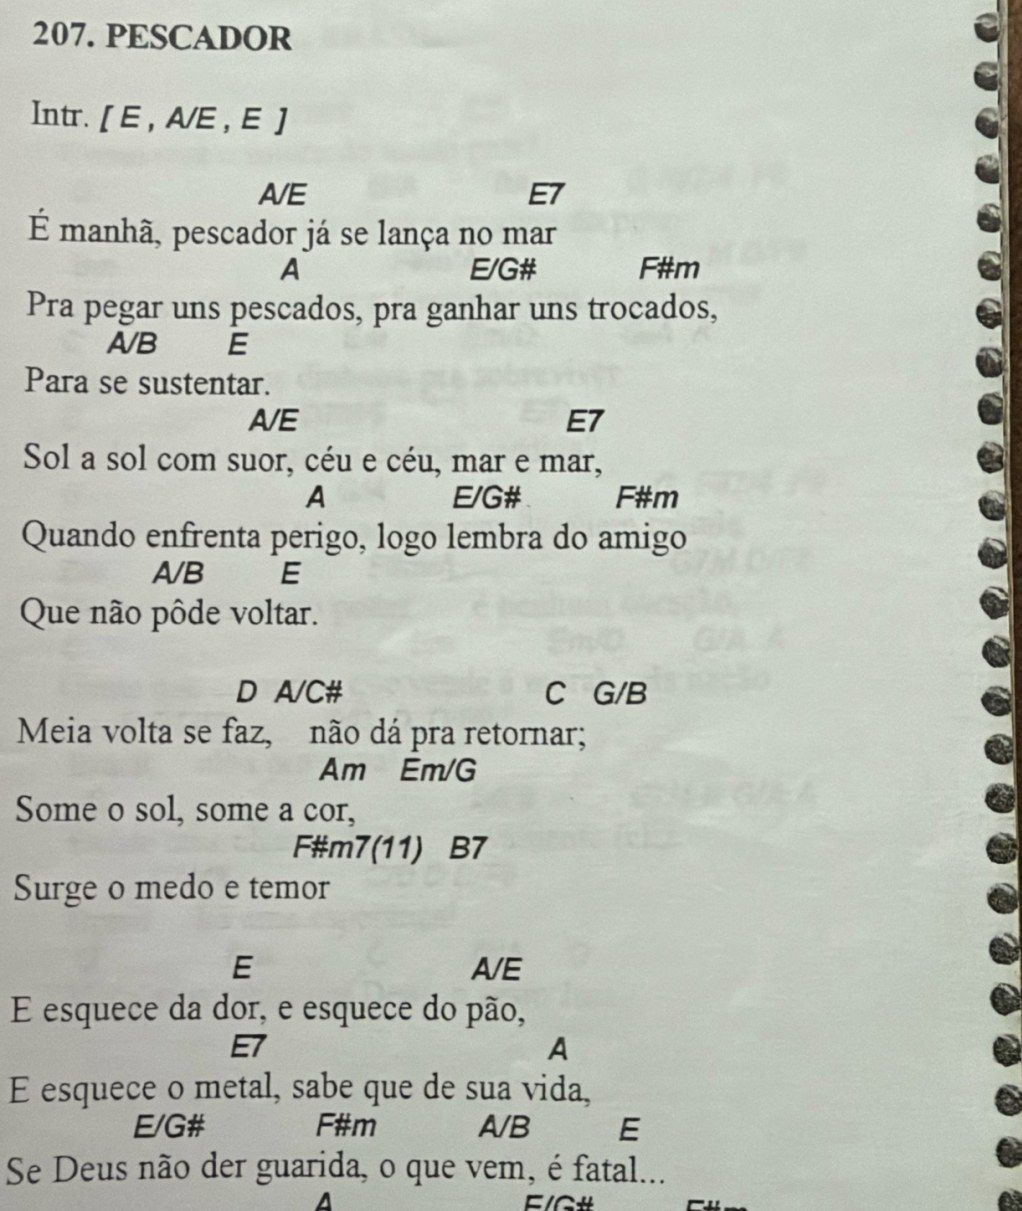 207. PESCADOR
Intr. [ E , A/E , E ]
A/E E7
É manhã, pescador já se lança no mar
A E/G# F#m
Pra pegar uns pescados, pra ganhar uns trocados,
A/B E
Para se sustentar.
A/E E7
Sol a sol com suor, céu e céu, mar e mar,
A E/G# F#m
Quando enfrenta perigo, logo lembra do amigo
A/B E
Que não pôde voltar.
D A/C# C G/B
Meia volta se faz, não dá pra retornar;
Am Em/G
Some o sol, some a cor,
F#m7(11) B7
Surge o medo e temor
E A/E
E esquece da dor, e esquece do pão,
E7 A
E esquece o metal, sabe que de sua vida,
E/G# F#m A/B E
Se Deus não der guarida, o que vem, é fatal...
A E/G# F#m